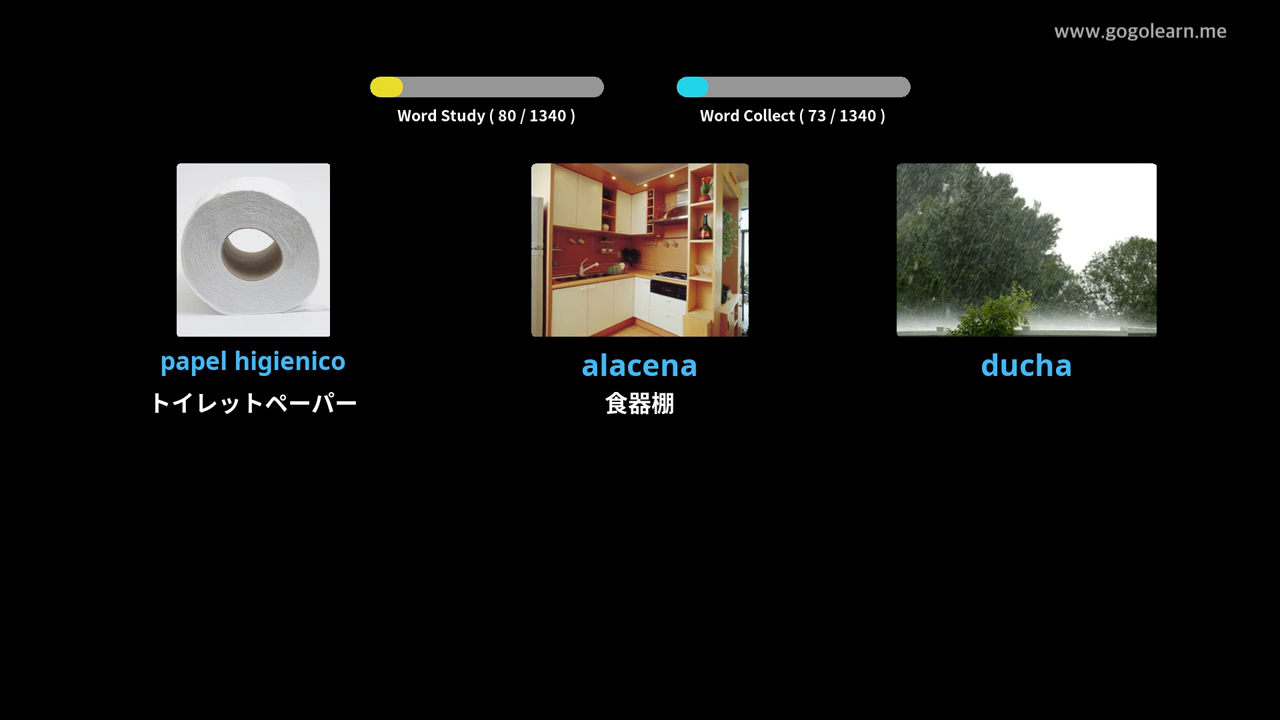 www.gogolearn.me
Word Study ( 80 / 1340 )
Word Collect ( 73 / 1340 )
papel higienico
トイレットペーパー
alacena
食器棚
ducha